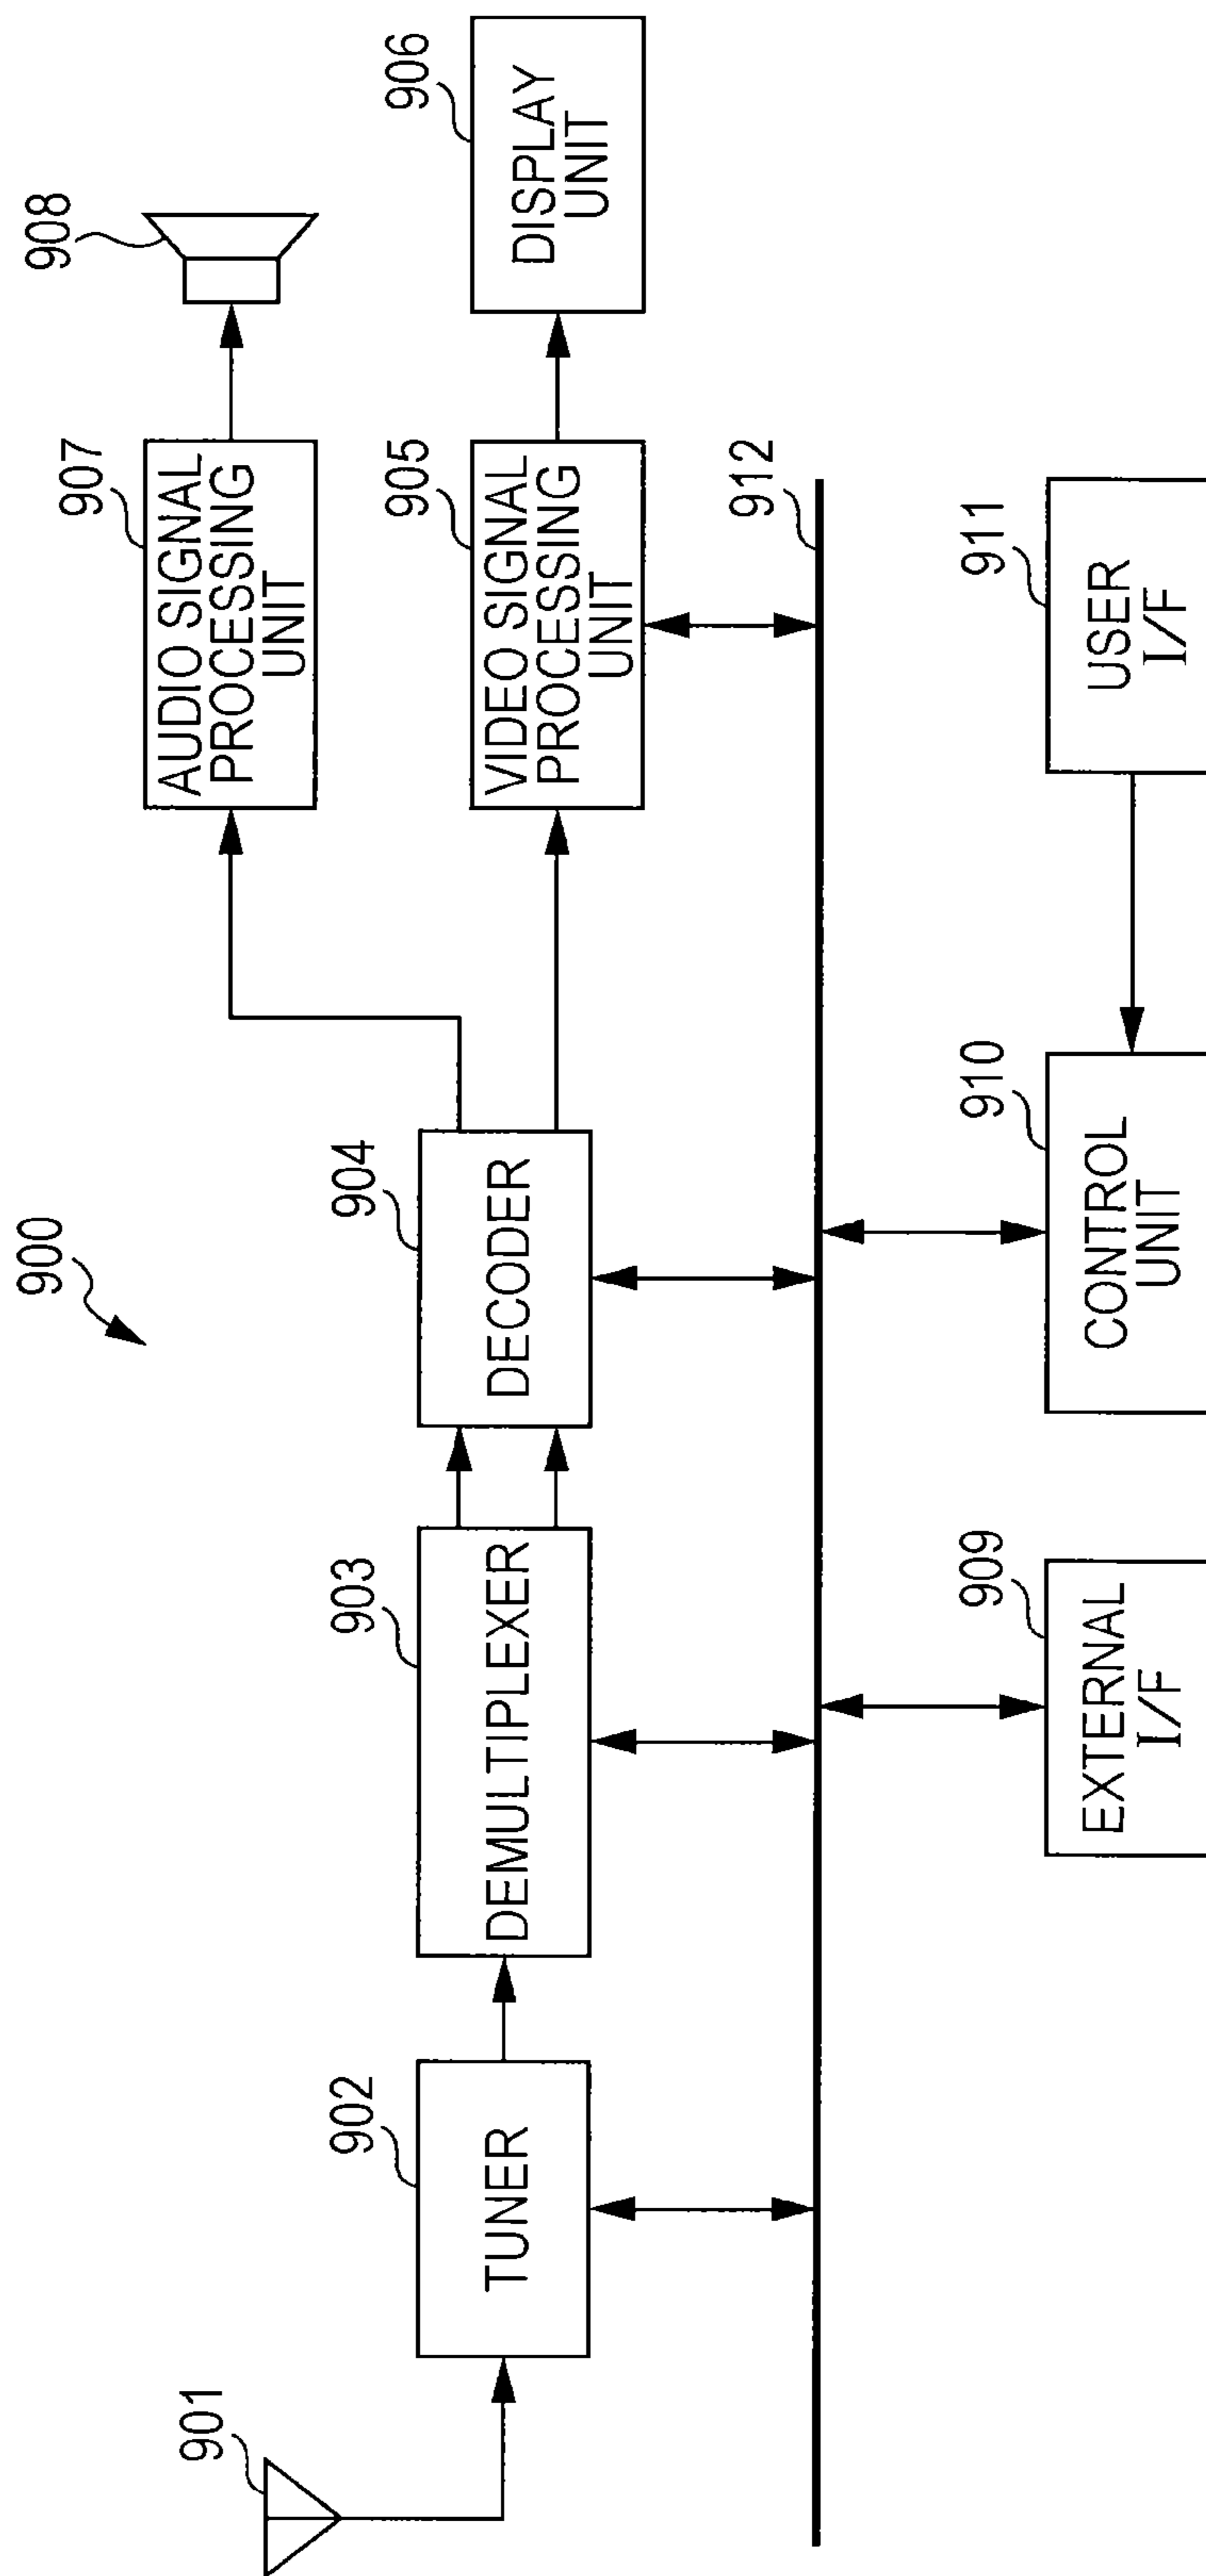 900
901
902
TUNER
903
DEMULTIPLEXER
904
DECODER
907
AUDIO SIGNAL
PROCESSING
UNIT
908
905
VIDEO SIGNAL
PROCESSING
UNIT
906
DISPLAY
UNIT
912
909
EXTERNAL
I/F
910
CONTROL
UNIT
911
USER
I/F